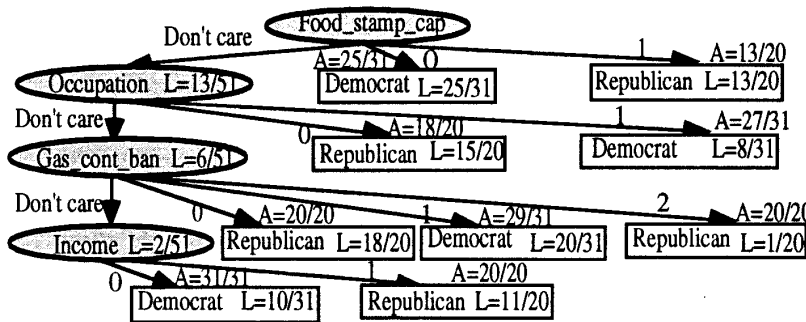 Food_stamp_cap
Don't care
A=25/31
0
1
A=13/20
Occupation L=13/51
Democrat L=25/31
Republican L=13/20
Don't care
0
A=18/20
1
A=27/31
Gas_cont_ban L=6/51
Republican L=15/20
Democrat L=8/31
Don't care
0
A=20/20
1
A=29/31
2
A=20/20
Income L=2/51
Republican L=18/20
Democrat L=20/31
Republican L=1/20
0
A=31/31
1
A=20/20
Democrat L=10/31
Republican L=11/20